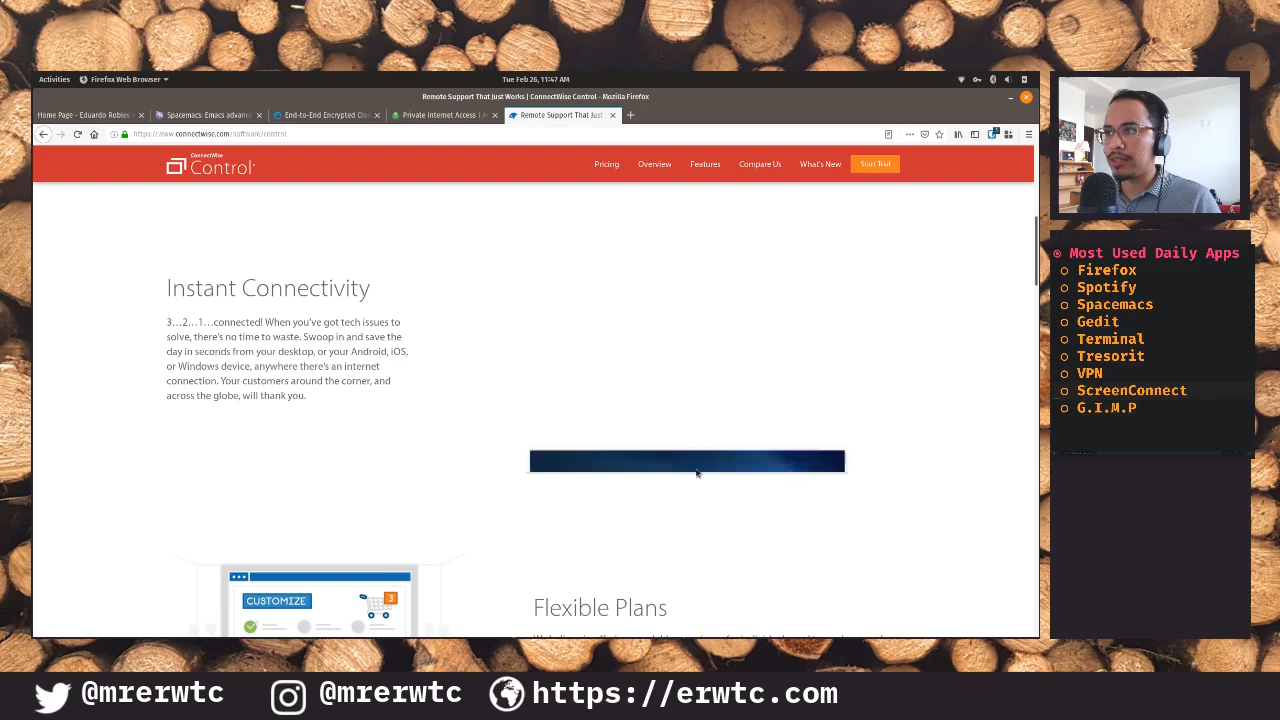 Activities
Firefox Web Browser
Tue Feb 26, 11:47 AM
Remote Support That Just Works | ConnectWise Control - Mozilla Firefox
Home Page - Eduardo Robles
Spacemacs: Emacs advanc
End-to-End Encrypted Clo
Private Internet Access |
Remote Support That Just
https://www.connectwise.com/software/control
ConnectWise
Control
Pricing
Overview
Features
Compare Us
What's New
Start Trial
Instant Connectivity
3…2…1…connected! When you've got tech issues to
solve, there's no time to waste. Swoop in and save the
day in seconds from your desktop, or your Android, iOS,
or Windows device, anywhere there's an internet
connection. Your customers around the corner, and
across the globe, will thank you.
CUSTOMIZE
3
Flexible Plans
Most Used Daily Apps
Firefox
Spotify
Spacemacs
Gedit
Terminal
Tresorit
VPN
ScreenConnect
G.I.M.P
@mrerwtc
@mrerwtc
https://erwtc.com